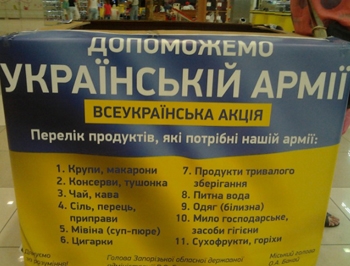 ДОПОМОЖЕМО
УКРАЇНСЬКІЙ АРМІЇ
ВСЕУКРАЇНСЬКА АКЦІЯ
Перелік продуктів, які потрібні нашій армії:
1. Крупи, макарони
2. Консерви, тушонка
3. Чай, кава
4. Сіль, перець,
приправи
5. Мівіна (суп-пюре)
6. Цигарки
7. Продукти тривалого
зберігання
8. Питна вода
9. Одяг (білизна)
10. Мило господарське,
засоби гігієни
11. Сухофрукти, горіхи
Голова Запорізької обласної державної
Міський голова